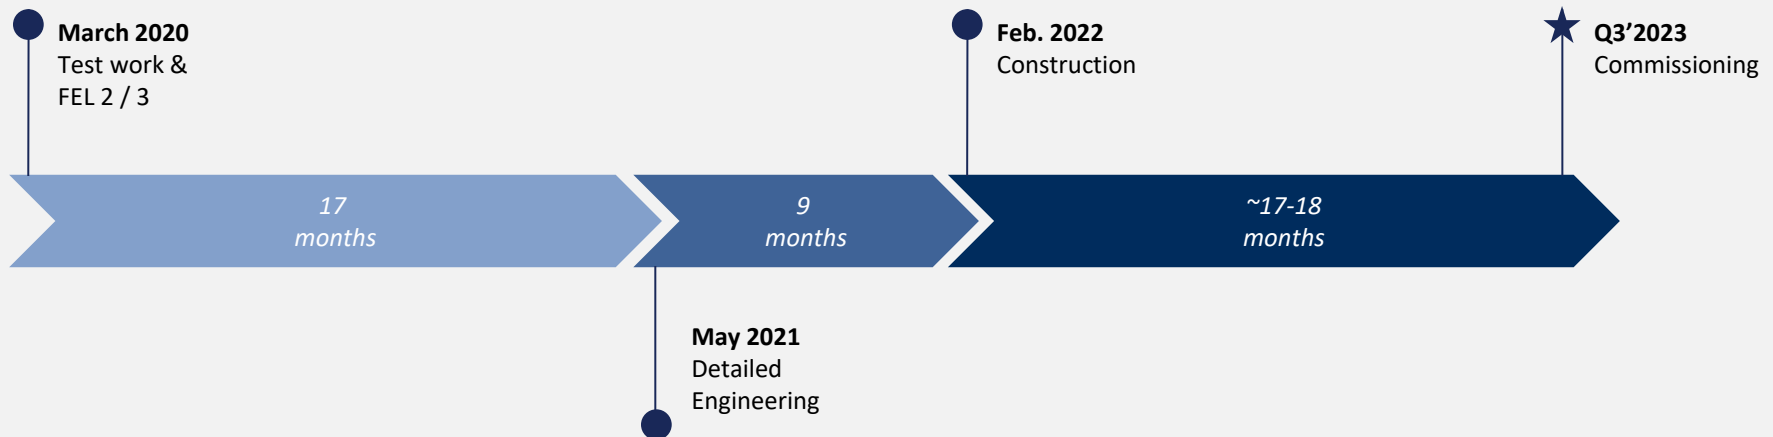 March 2020
Test work &
FEL 2 / 3
Feb. 2022
Construction
Q3’2023
Commissioning
17
months
9
months
~17-18
months
May 2021
Detailed
Engineering